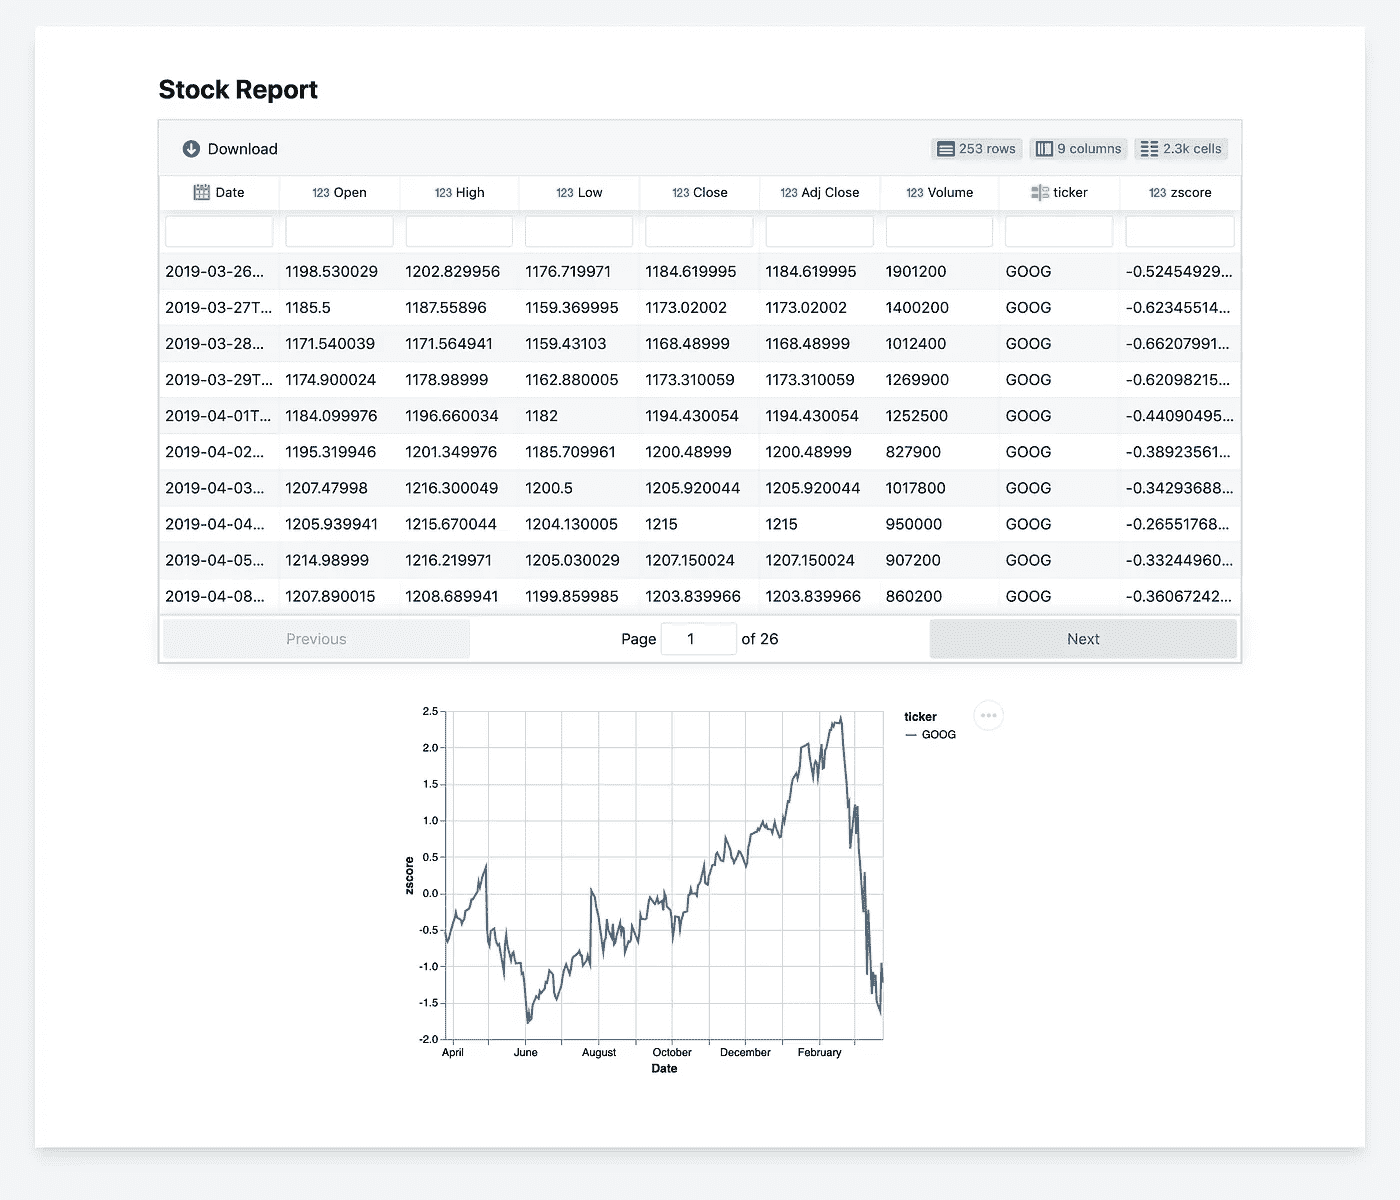 Stock Report
Download 253 rows 9 columns 2.3k cells
Date 123 Open 123 High 123 Low 123 Close 123 Adj Close 123 Volume ticker 123 zscore
2019-03-26... 1198.530029 1202.829956 1176.719971 1184.619995 1184.619995 1901200 GOOG -0.52454929...
2019-03-27T... 1185.5 1187.55896 1159.369995 1173.02002 1173.02002 1400200 GOOG -0.62345514...
2019-03-28... 1171.540039 1171.564941 1159.43103 1168.48999 1168.48999 1012400 GOOG -0.66207991...
2019-03-29T... 1174.900024 1178.98999 1162.880005 1173.310059 1173.310059 1269900 GOOG -0.62098215...
2019-04-01T... 1184.099976 1196.660034 1182 1194.430054 1194.430054 1252500 GOOG -0.44090495...
2019-04-02... 1195.319946 1201.349976 1185.709961 1200.48999 1200.48999 827900 GOOG -0.38923561...
2019-04-03... 1207.47998 1216.300049 1200.5 1205.920044 1205.920044 1017800 GOOG -0.34293688...
2019-04-04... 1205.939941 1215.670044 1204.130005 1215 1215 950000 GOOG -0.26551768...
2019-04-05... 1214.98999 1216.219971 1205.030029 1207.150024 1207.150024 907200 GOOG -0.33244960...
2019-04-08... 1207.890015 1208.689941 1199.859985 1203.839966 1203.839966 860200 GOOG -0.36067242...
Previous Page 1 of 26 Next
ticker
GOOG
2.5
2.0
1.5
1.0
0.5
0.0
-0.5
-1.0
-1.5
-2.0
zscore
April June August October December February
Date